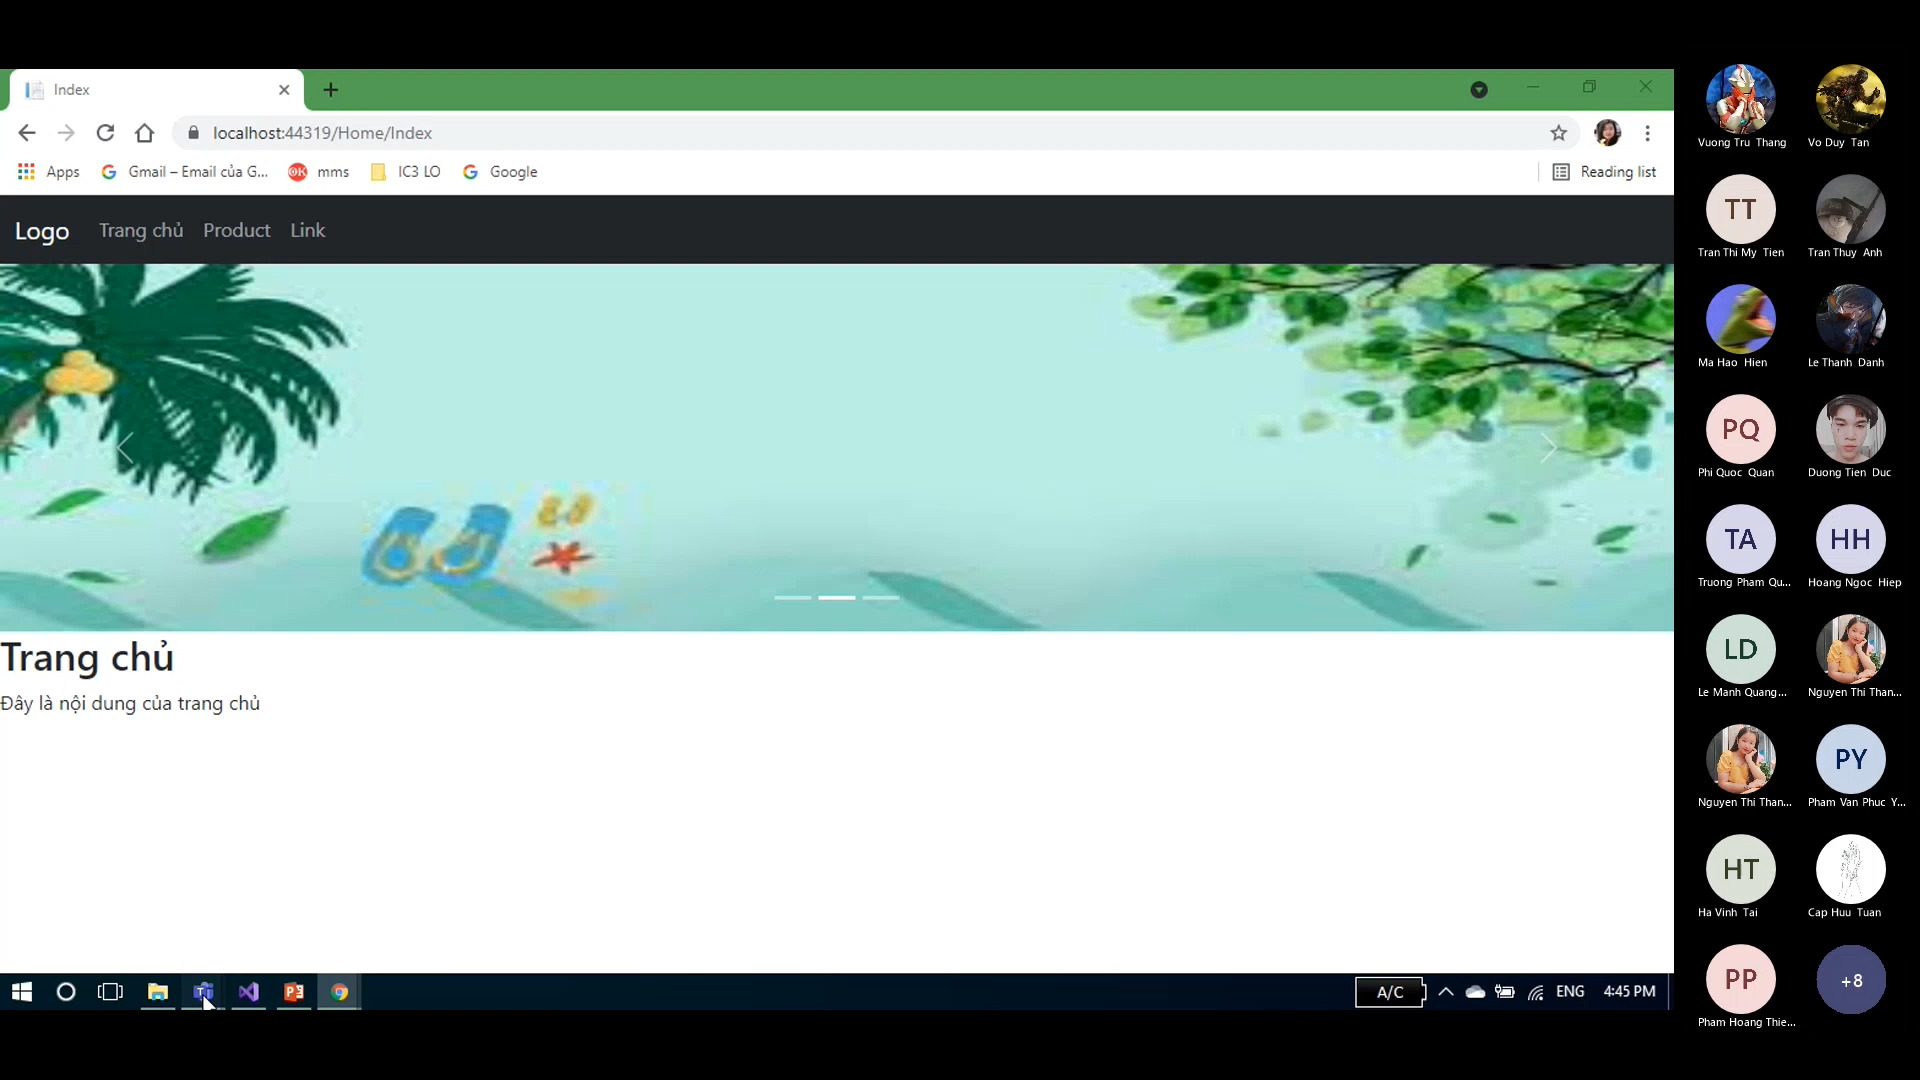 Index
localhost:44319/Home/Index
Apps
Gmail – Email của G...
mms
IC3 LO
Google
Reading list
Logo
Trang chủ
Product
Link
Trang chủ
Đây là nội dung của trang chủ
A/C
ENG
4:45 PM
Vuong Tru Thang
Vo Duy Tan
TT
Tran Thi My Tien
Tran Thuy Anh
Ma Hao Hien
Le Thanh Danh
PQ
Phi Quoc Quan
Duong Tien Duc
TA
Truong Pham Qu...
HH
Hoang Ngoc Hiep
LD
Le Manh Quang...
Nguyen Thi Than...
Nguyen Thi Than...
PY
Pham Van Phuc Y...
HT
Ha Vinh Tai
Cap Huu Tuan
PP
Pham Hoang Thie...
+8